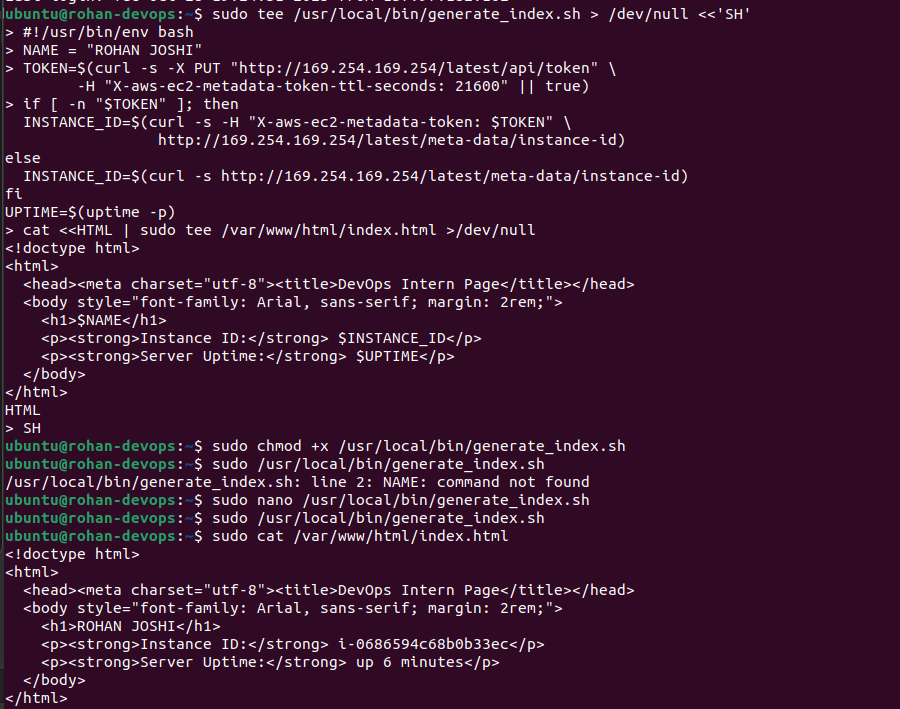 ubuntu@rohan-devops:~$ sudo tee /usr/local/bin/generate_index.sh > /dev/null <<'SH'
> #!/usr/bin/env bash
> NAME = "ROHAN JOSHI"
> TOKEN=$(curl -s -X PUT "http://169.254.169.254/latest/api/token" \
        -H "X-aws-ec2-metadata-token-ttl-seconds: 21600" || true)
> if [ -n "$TOKEN" ]; then
  INSTANCE_ID=$(curl -s -H "X-aws-ec2-metadata-token: $TOKEN" \
                 http://169.254.169.254/latest/meta-data/instance-id)
else
  INSTANCE_ID=$(curl -s http://169.254.169.254/latest/meta-data/instance-id)
fi
UPTIME=$(uptime -p)
> cat <<HTML | sudo tee /var/www/html/index.html >/dev/null
<!doctype html>
<html>
  <head><meta charset="utf-8"><title>DevOps Intern Page</title></head>
  <body style="font-family: Arial, sans-serif; margin: 2rem;">
    <h1>$NAME</h1>
    <p><strong>Instance ID:</strong> $INSTANCE_ID</p>
    <p><strong>Server Uptime:</strong> $UPTIME</p>
  </body>
</html>
HTML
> SH
ubuntu@rohan-devops:~$ sudo chmod +x /usr/local/bin/generate_index.sh
ubuntu@rohan-devops:~$ sudo /usr/local/bin/generate_index.sh
/usr/local/bin/generate_index.sh: line 2: NAME: command not found
ubuntu@rohan-devops:~$ sudo nano /usr/local/bin/generate_index.sh
ubuntu@rohan-devops:~$ sudo /usr/local/bin/generate_index.sh
ubuntu@rohan-devops:~$ sudo cat /var/www/html/index.html
<!doctype html>
<html>
  <head><meta charset="utf-8"><title>DevOps Intern Page</title></head>
  <body style="font-family: Arial, sans-serif; margin: 2rem;">
    <h1>ROHAN JOSHI</h1>
    <p><strong>Instance ID:</strong> i-0686594c68b0b33ec</p>
    <p><strong>Server Uptime:</strong> up 6 minutes</p>
  </body>
</html>